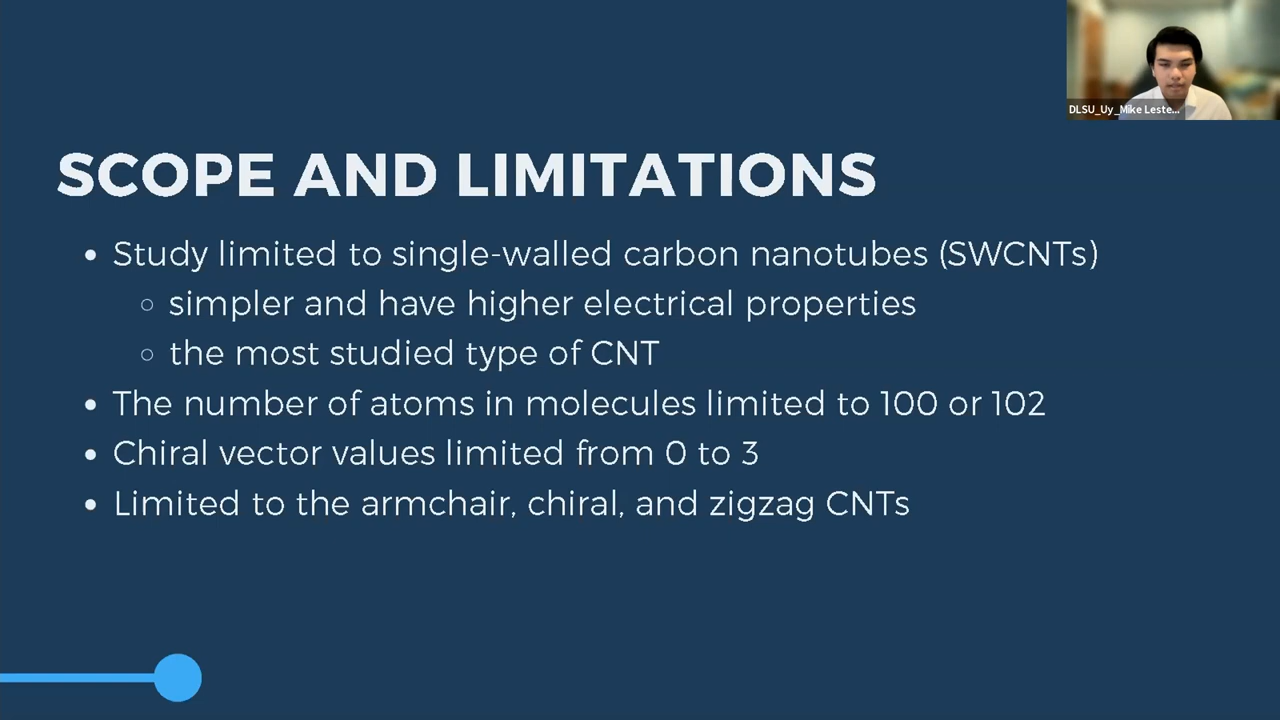 DLSU_Uy_Mike Leste...
SCOPE AND LIMITATIONS
• Study limited to single-walled carbon nanotubes (SWCNTs)
○ simpler and have higher electrical properties
○ the most studied type of CNT
• The number of atoms in molecules limited to 100 or 102
• Chiral vector values limited from 0 to 3
• Limited to the armchair, chiral, and zigzag CNTs